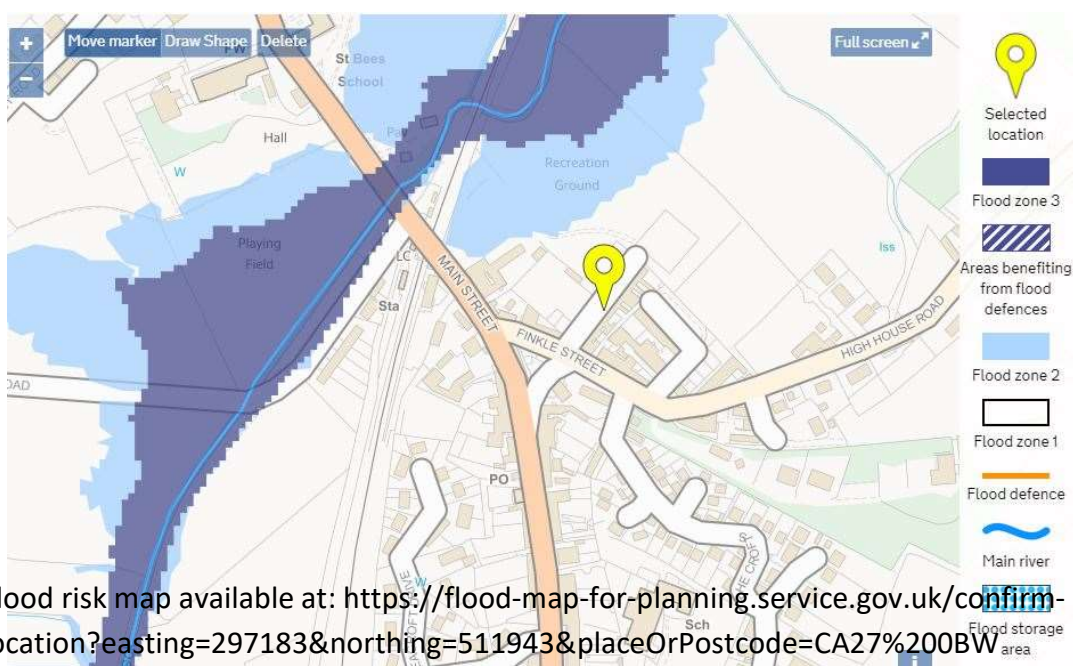 +
−
Move marker
Draw Shape
Delete
Full screen
St Bees
School
Hall
W
Recreation
Ground
Playing
Field
Iss
LC
Sta
MAIN STREET
FINKLE STREET
HIGH HOUSE ROAD
OAD
PO
W
THE CROFT
Sch
i
Selected
location
Flood zone 3
Areas benefiting
from flood
defences
Flood zone 2
Flood zone 1
Flood defence
Main river
Flood storage
area
lood risk map available at: https://flood-map-for-planning.service.gov.uk/confirm-
ocation?easting=297183&northing=511943&placeOrPostcode=CA27%200BW